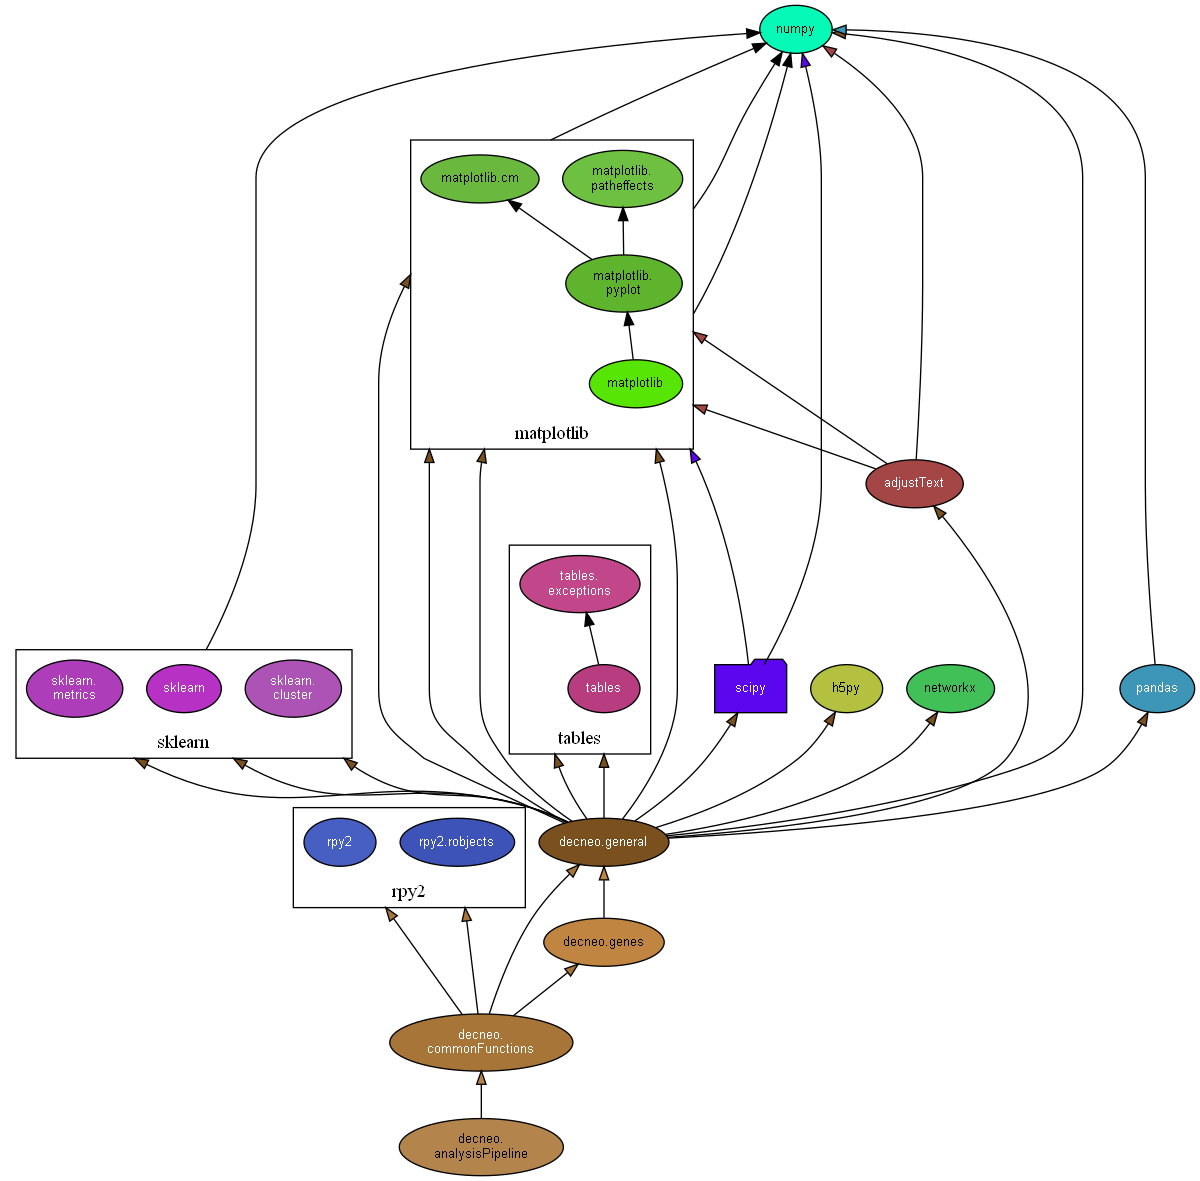 numpy
matplotlib.cm
matplotlib.
patheffects
matplotlib.
pyplot
matplotlib
matplotlib
adjustText
tables.
exceptions
tables
tables
sklearn.
metrics
sklearn
sklearn.
cluster
sklearn
scipy
h5py
networkx
pandas
rpy2
rpy2.robjects
rpy2
decneo.general
decneo.genes
decneo.
commonFunctions
decneo.
analysisPipeline